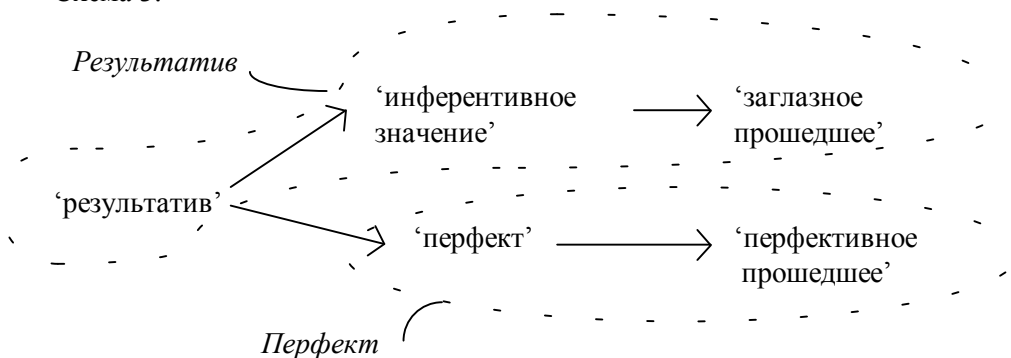 Результатив
‘инферентивное
значение’
‘заглазное
прошедшее’
‘результатив’
‘перфект’
‘перфективное
прошедшее’
Перфект